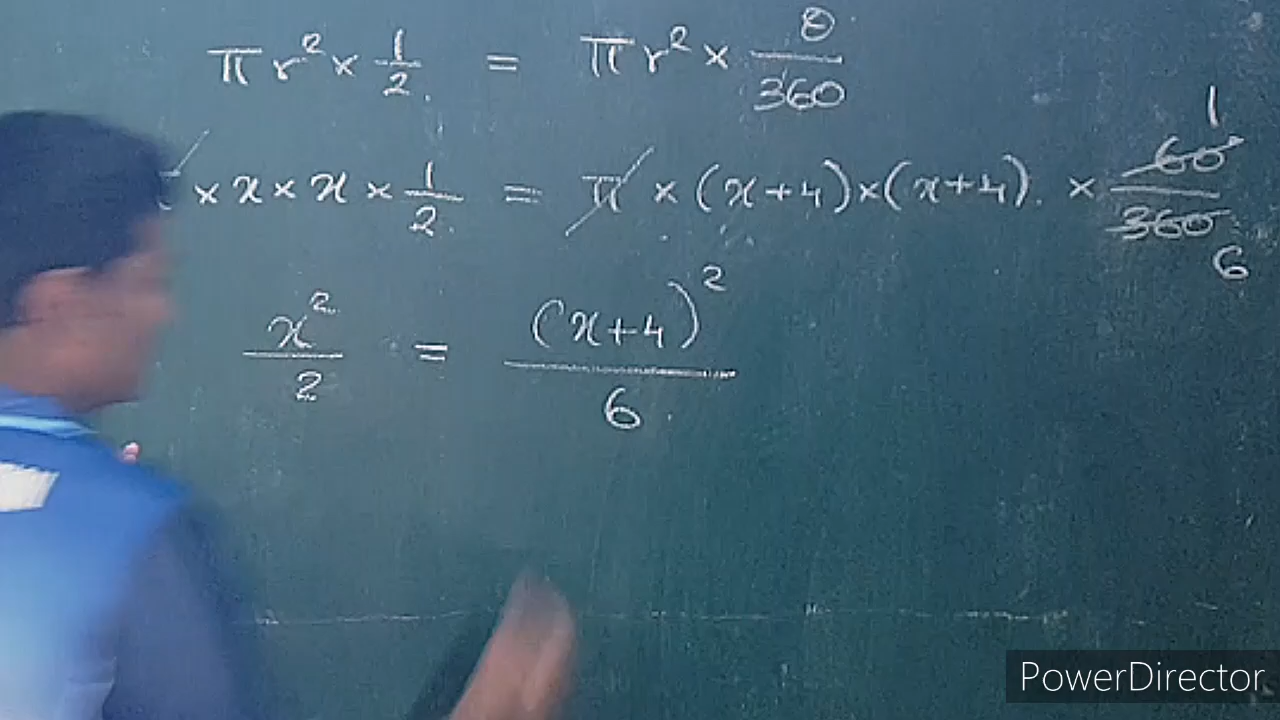 πr² × 1/2 = πr² × θ/360
π × x × x × 1/2 = π × (x+4) × (x+4) × 60/360 1 6
x²/2 = (x+4)²/6
PowerDirector